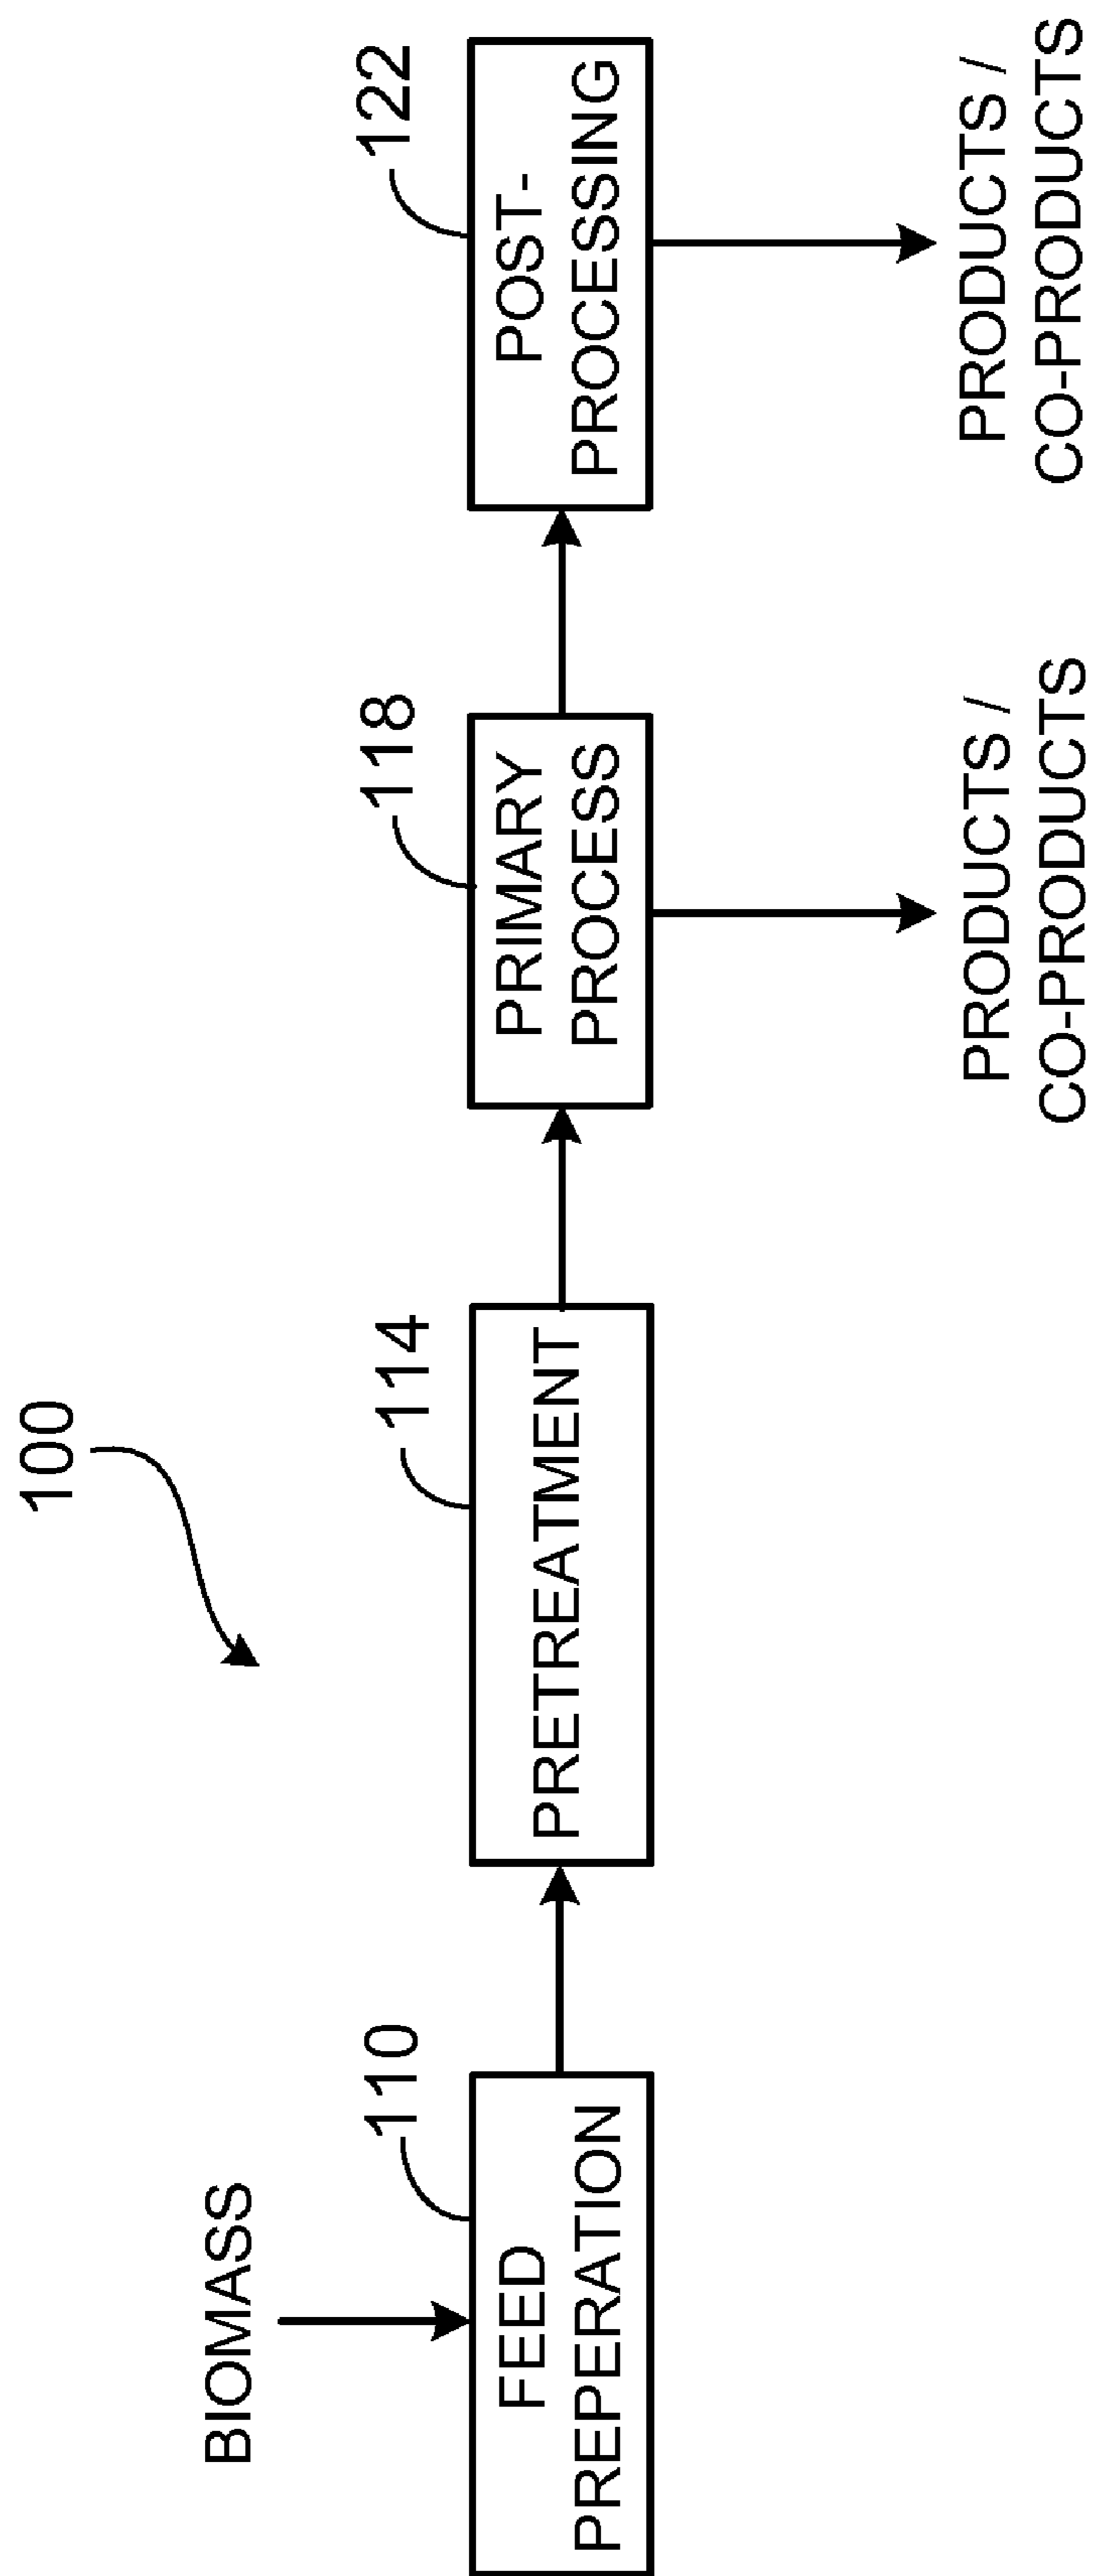 100
BIOMASS
110
FEED
PREPERATION
114
PRETREATMENT
118
PRIMARY
PROCESS
122
POST-
PROCESSING
PRODUCTS /
CO-PRODUCTS
PRODUCTS /
CO-PRODUCTS